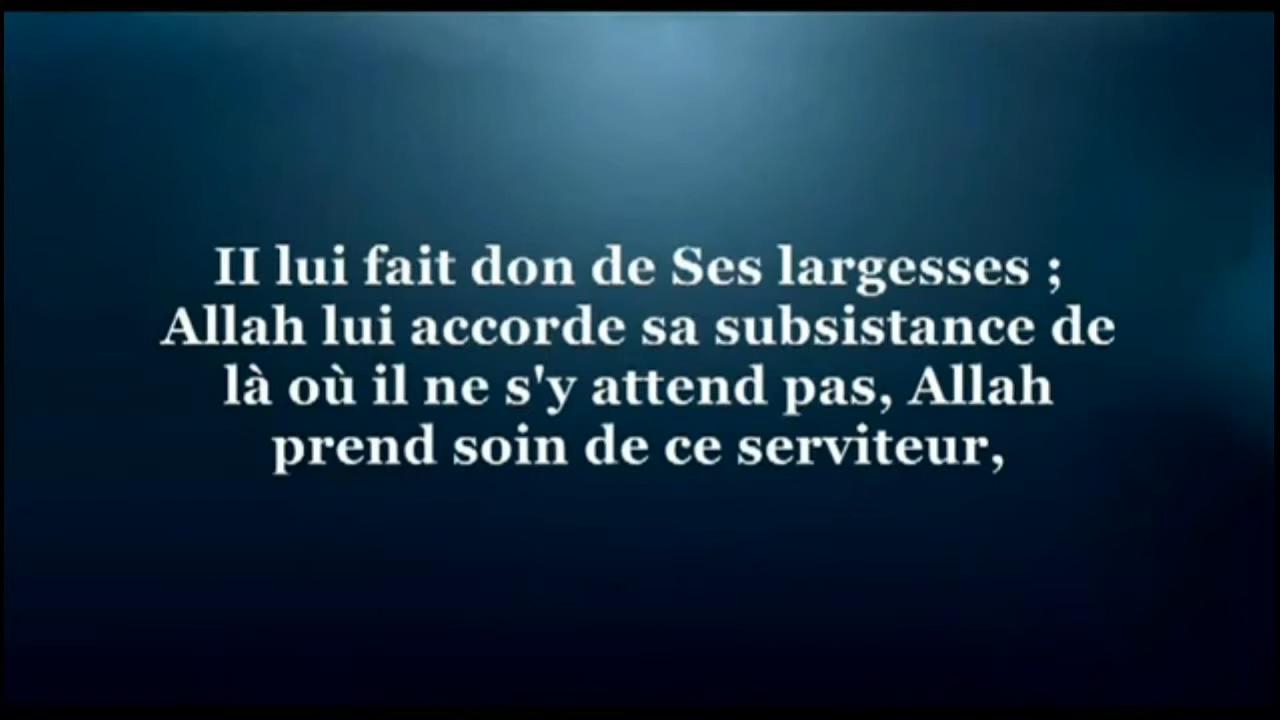 II lui fait don de Ses largesses ;
Allah lui accorde sa subsistance de
là où il ne s'y attend pas, Allah
prend soin de ce serviteur,